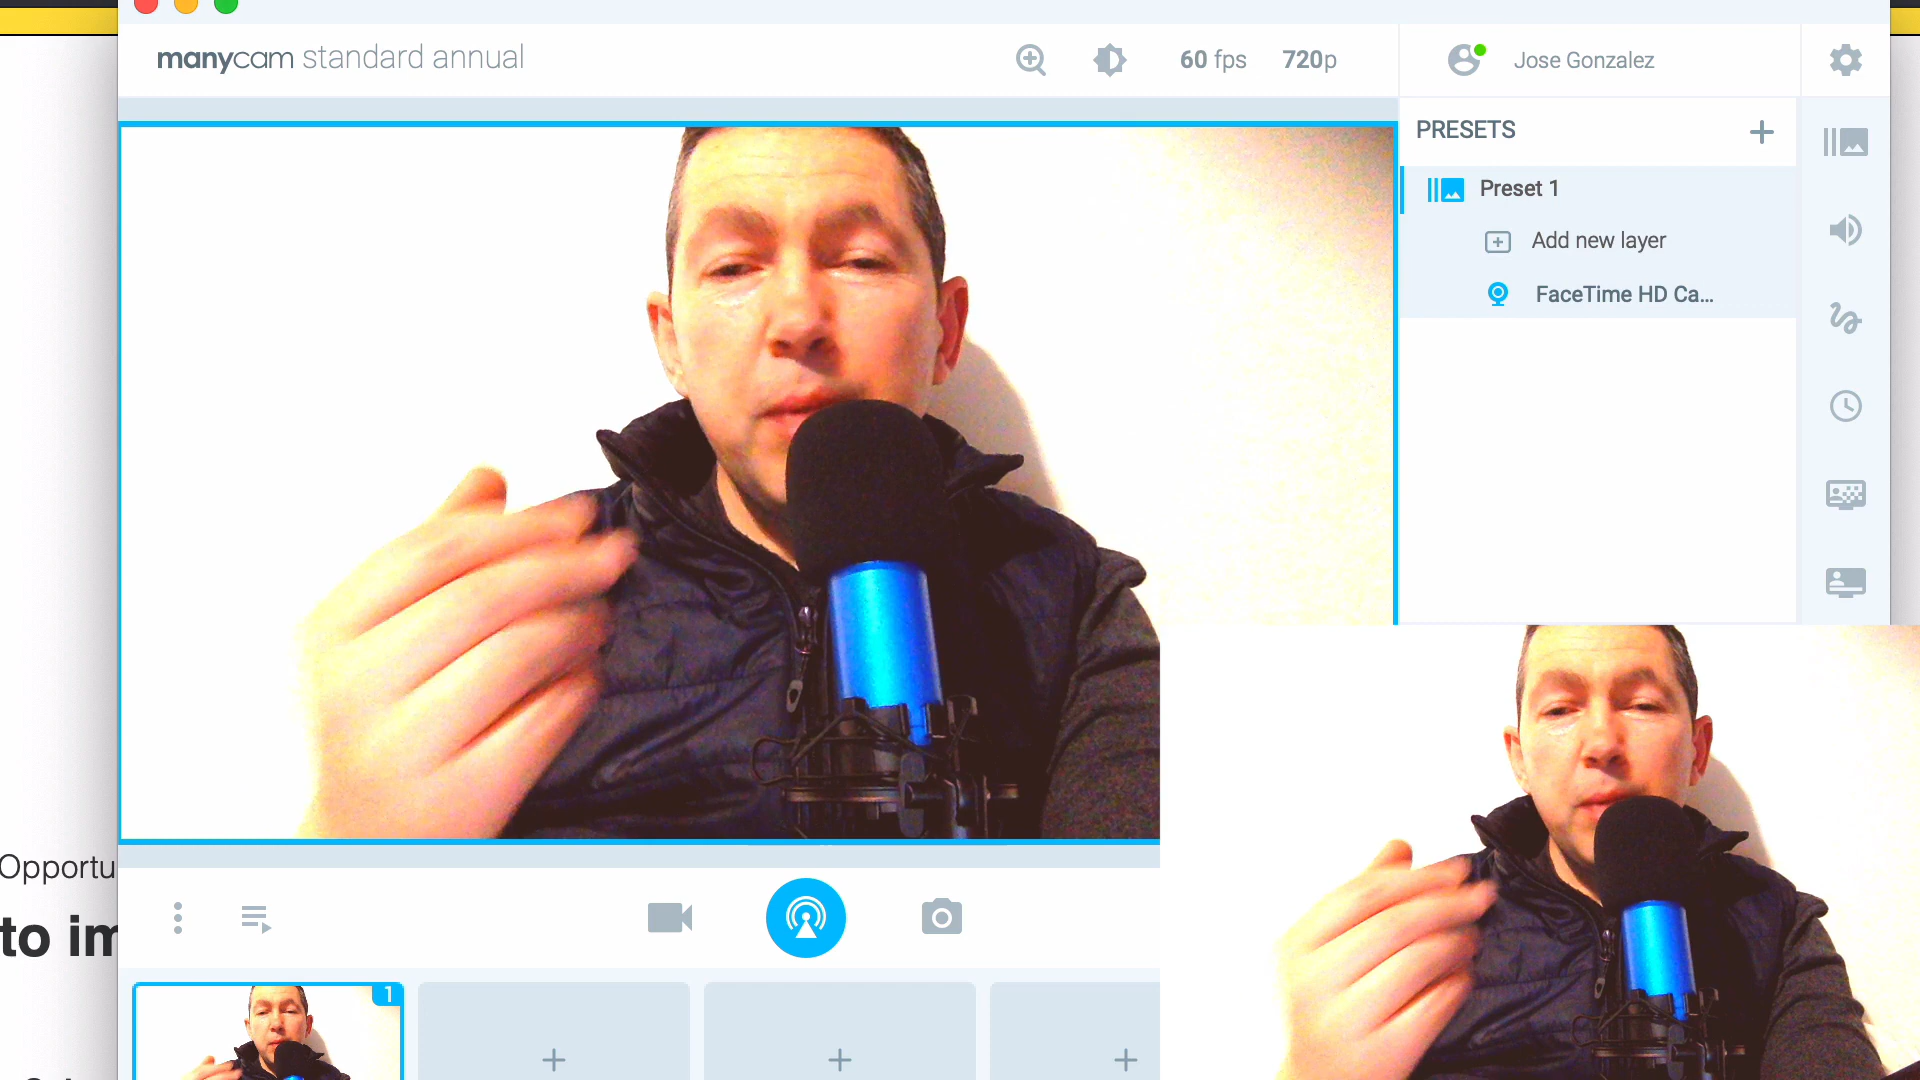 manycam standard annual
60 fps
720p
Jose Gonzalez
PRESETS
Preset 1
Add new layer
FaceTime HD Ca...
Opportu
to im
1